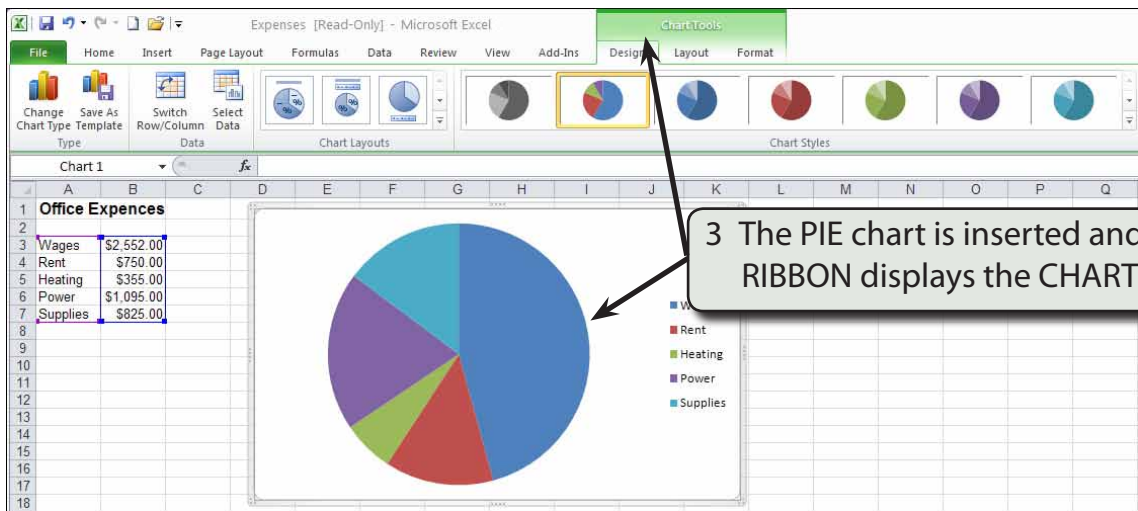 Expenses [Read-Only] - Microsoft Excel
Chart Tools
File Home Insert Page Layout Formulas Data Review View Add-Ins Design Layout Format
Change Chart Type
Save As Template
Switch Row/Column
Select Data
Type Data Chart Layouts Chart Styles
Chart 1 fx
A B C D E F G H I J K L M N O P Q
1 Office Expences
2
3 Wages $2,552.00
4 Rent $750.00
5 Heating $355.00
6 Power $1,095.00
7 Supplies $825.00
8
9
10
11
12
13
14
15
16
17
18
3 The PIE chart is inserted and
RIBBON displays the CHART
Rent
Heating
Power
Supplies